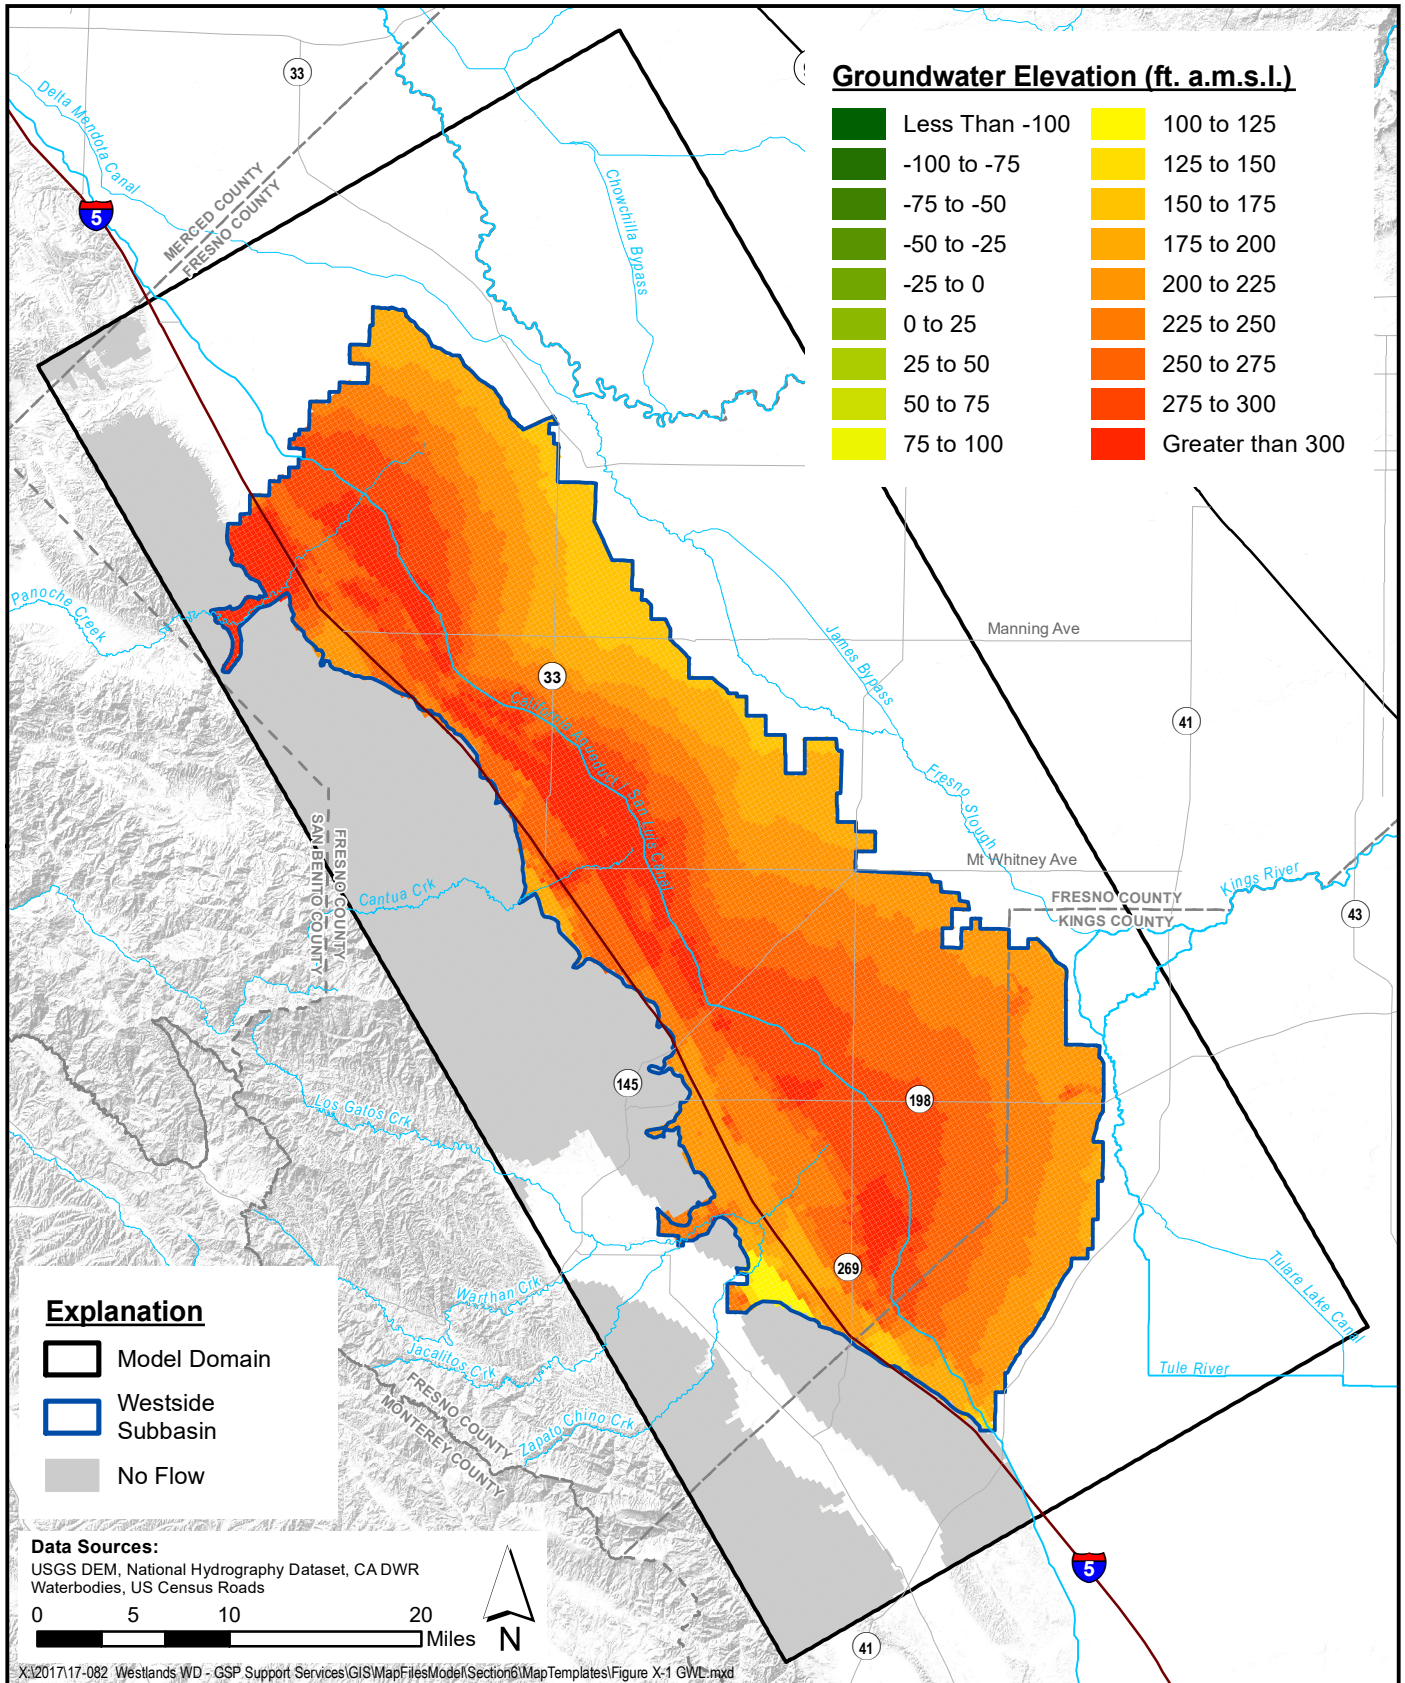 Groundwater Elevation (ft. a.m.s.l.)
Less Than -100
-100 to -75
-75 to -50
-50 to -25
-25 to 0
0 to 25
25 to 50
50 to 75
75 to 100
100 to 125
125 to 150
150 to 175
175 to 200
200 to 225
225 to 250
250 to 275
275 to 300
Greater than 300
33
Delta Mendota Canal
5
MERCED COUNTY
FRESNO COUNTY
Chowchilla Bypass
Panoche Creek
Manning Ave
James Bypass
33
41
California Aqueduct / San Luis Canal
Fresno Slough
SAN BENITO COUNTY
FRESNO COUNTY
Mt Whitney Ave
Kings River
Cantua Crk
FRESNO COUNTY
KINGS COUNTY
43
145
198
Los Gatos Crk
269
Warthan Crk
Tulare Lake Canal
Jacalitos Crk
Tule River
FRESNO COUNTY
MONTEREY COUNTY
Zapato Chino Crk
5
41
Explanation
Model Domain
Westside
Subbasin
No Flow
Data Sources:
USGS DEM, National Hydrography Dataset, CA DWR
Waterbodies, US Census Roads
0 5 10 20
Miles
N
X:\2017\17-082 Westlands WD - GSP Support Services\GIS\MapFilesModel\Section6\MapTemplates\Figure X-1 GWL.mxd